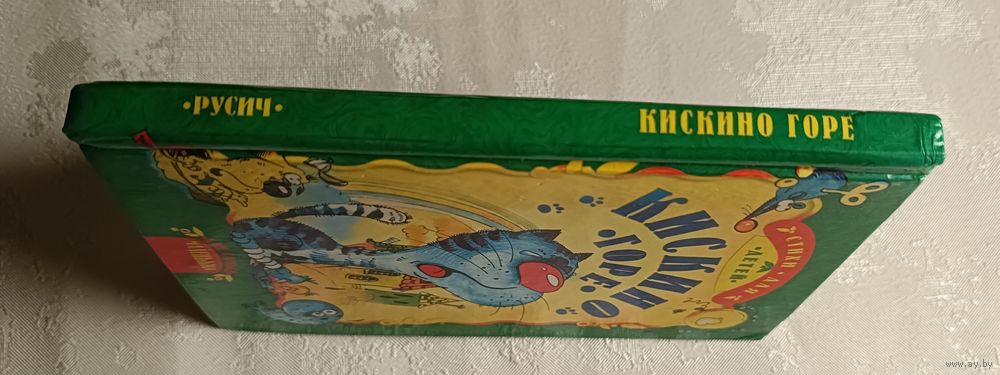 •РУСИЧ•
КИСКИНО ГОРЕ
СТИХИ ДЛЯ
ДЕТЕЙ
КИСКИНО
ГОРЕ
www.ay.by